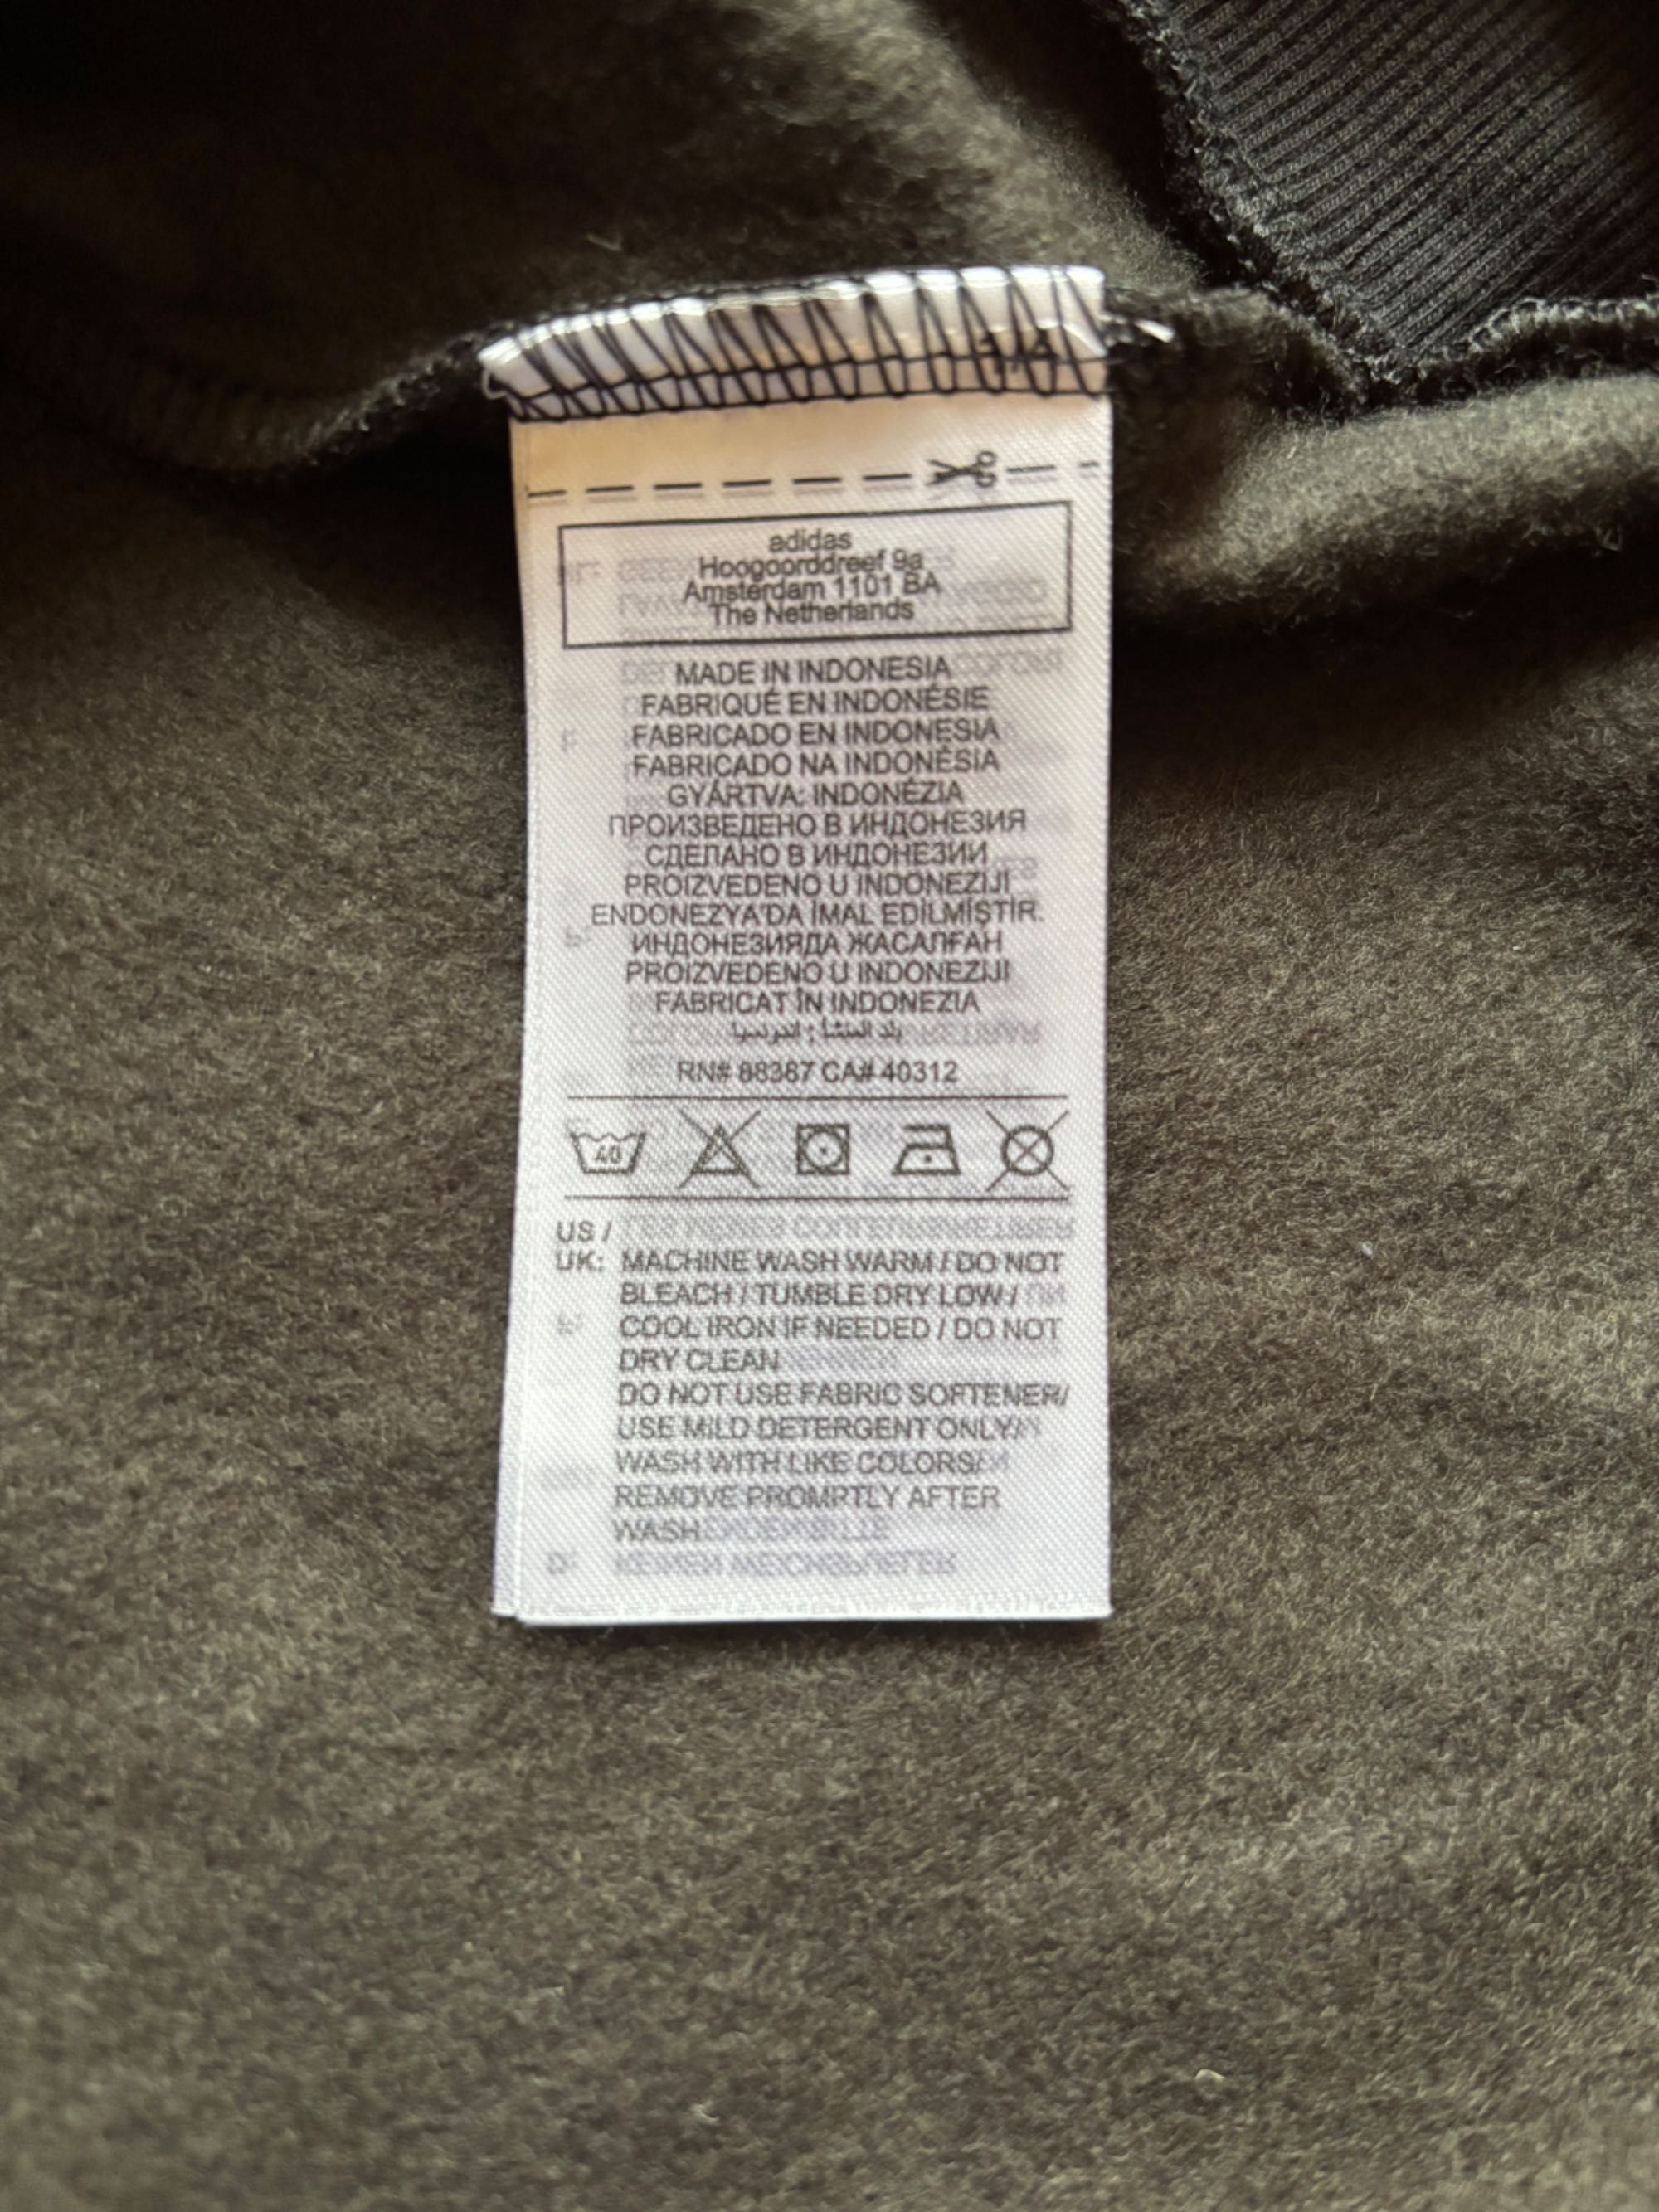 adidas
Hoogoorddreef 9a
Amsterdam 1101 BA
The Netherlands
MADE IN INDONESIA
FABRIQUÉ EN INDONÉSIE
FABRICADO EN INDONESIA
FABRICADO NA INDONÉSIA
GYÁRTVA: INDONÉZIA
ПРОИЗВЕДЕНО В ИНДОНЕЗИЯ
СДЕЛАНО В ИНДОНЕЗИИ
PROIZVEDENO U INDONEZIJI
ENDONEZYA'DA İMAL EDİLMİŞTİR.
ИНДОНЕЗИЯДА ЖАСАЛҒАН
PROIZVEDENO U INDONEZIJI
FABRICAT ÎN INDONEZIA
بلد المنشأ : اندونسيا
RN# 88387 CA# 40312
40
US /
UK: MACHINE WASH WARM / DO NOT
BLEACH / TUMBLE DRY LOW /
COOL IRON IF NEEDED / DO NOT
DRY CLEAN
DO NOT USE FABRIC SOFTENER/
USE MILD DETERGENT ONLY/
WASH WITH LIKE COLORS/
REMOVE PROMPTLY AFTER
WASH